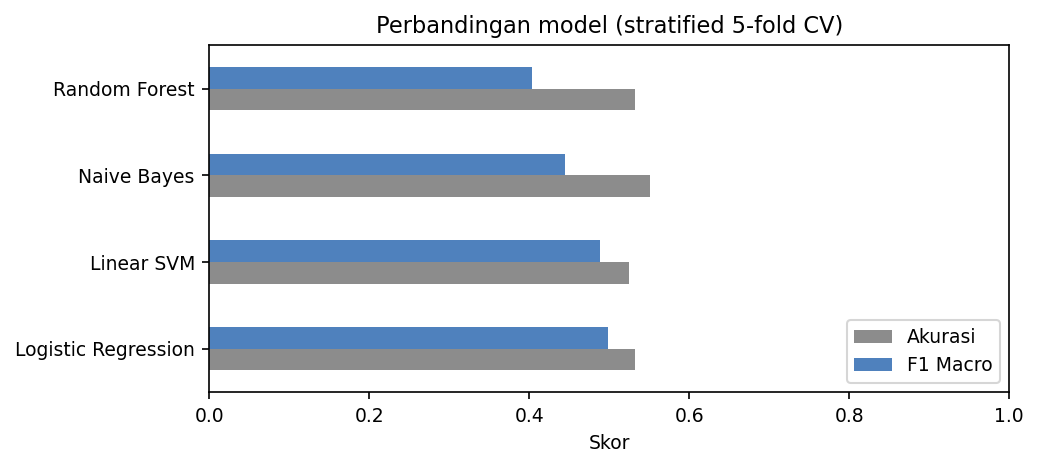 Perbandingan model (stratified 5-fold CV)
Random Forest
Naive Bayes
Linear SVM
Logistic Regression
Akurasi
F1 Macro
0.0 0.2 0.4 0.6 0.8 1.0
Skor